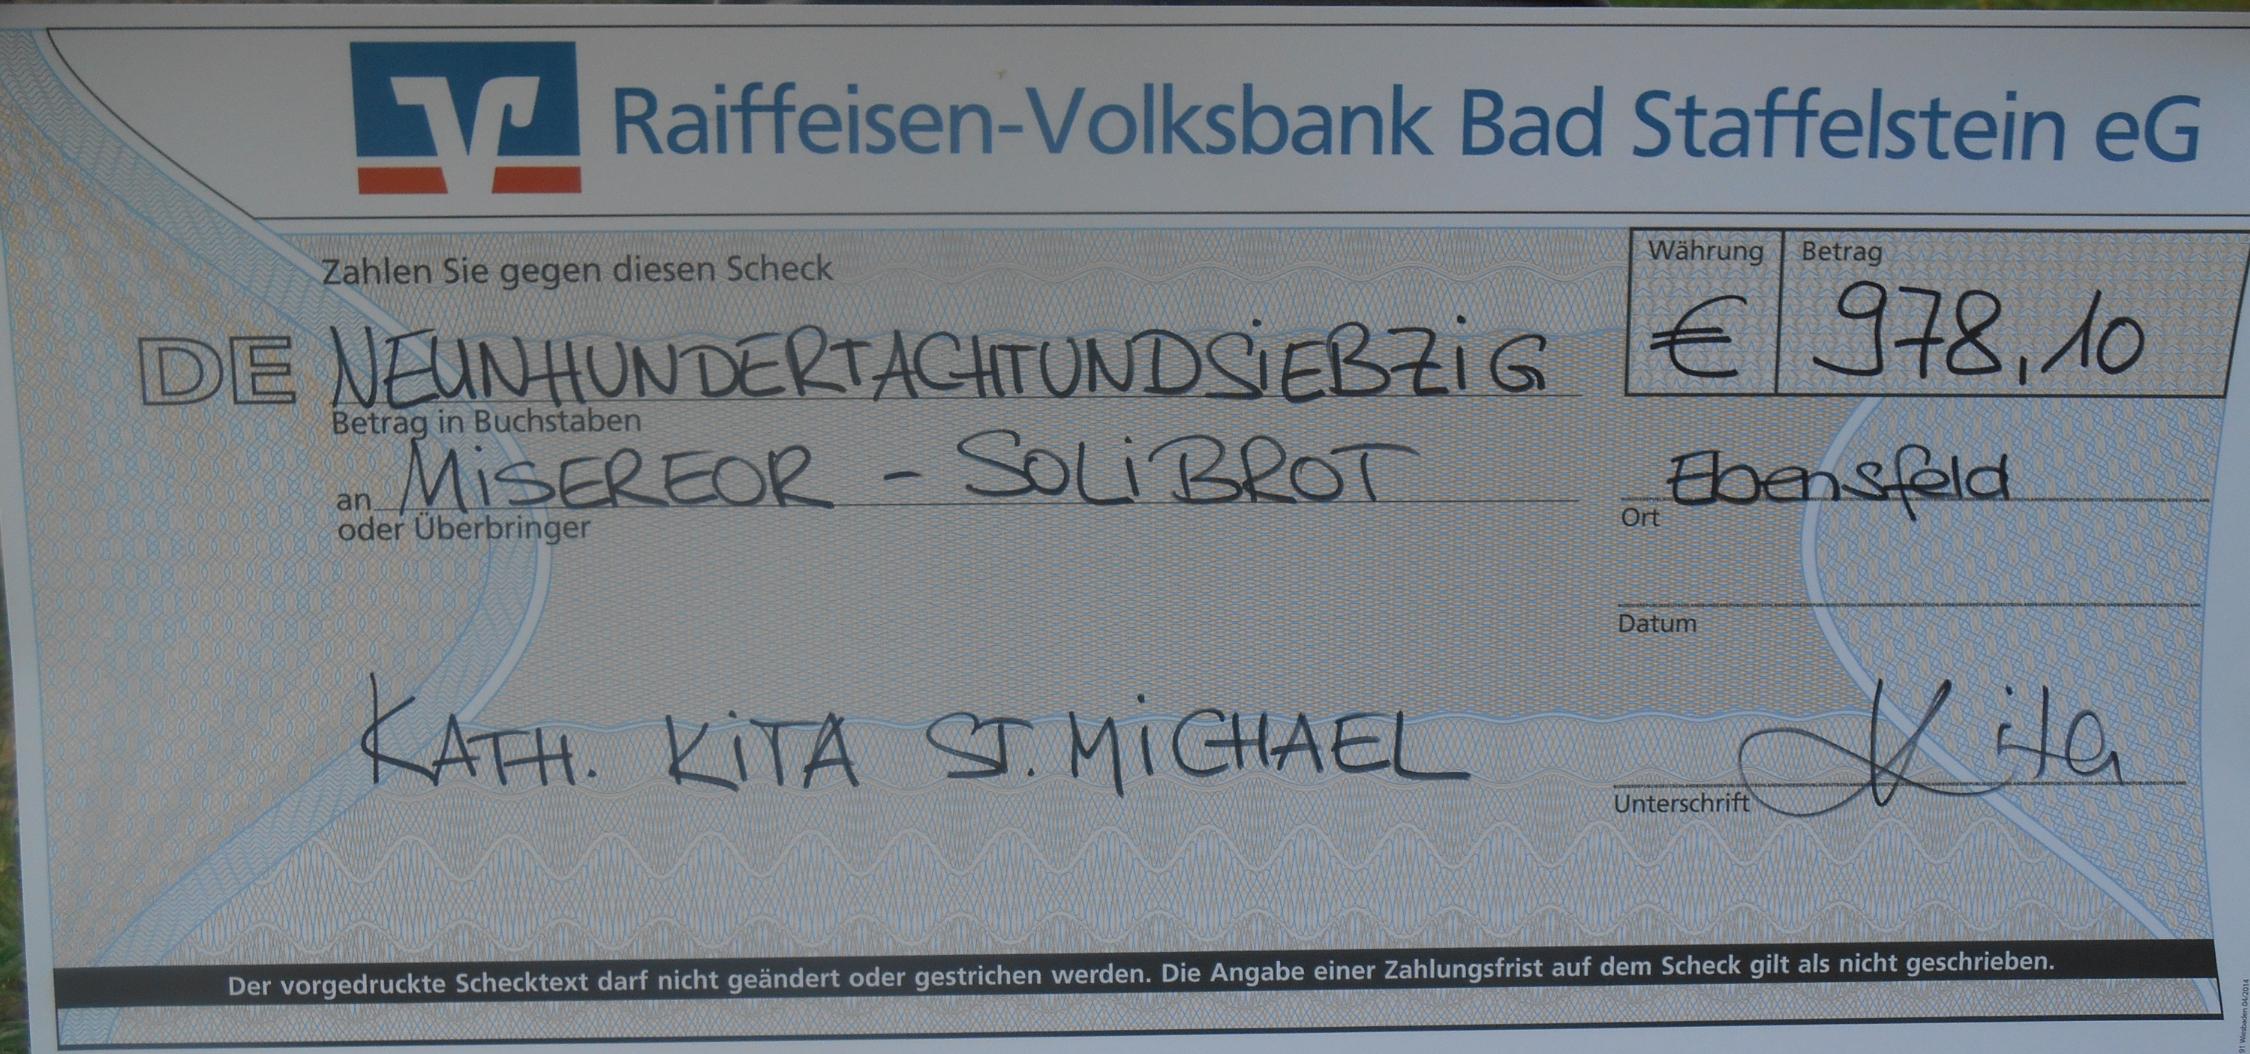 Raiffeisen-Volksbank Bad Staffelstein eG
Zahlen Sie gegen diesen Scheck
Währung Betrag
€ 978,10
DE NEUNHUNDERTACHTUNDSiEBZiG
Betrag in Buchstaben
an MiSEREOR - SOLiBROT
oder Überbringer
Ebensfeld
Ort
Datum
KATH. KiTA ST. MiCHAEL
Kita
Unterschrift
Der vorgedruckte Schecktext darf nicht geändert oder gestrichen werden. Die Angabe einer Zahlungsfrist auf dem Scheck gilt als nicht geschrieben.